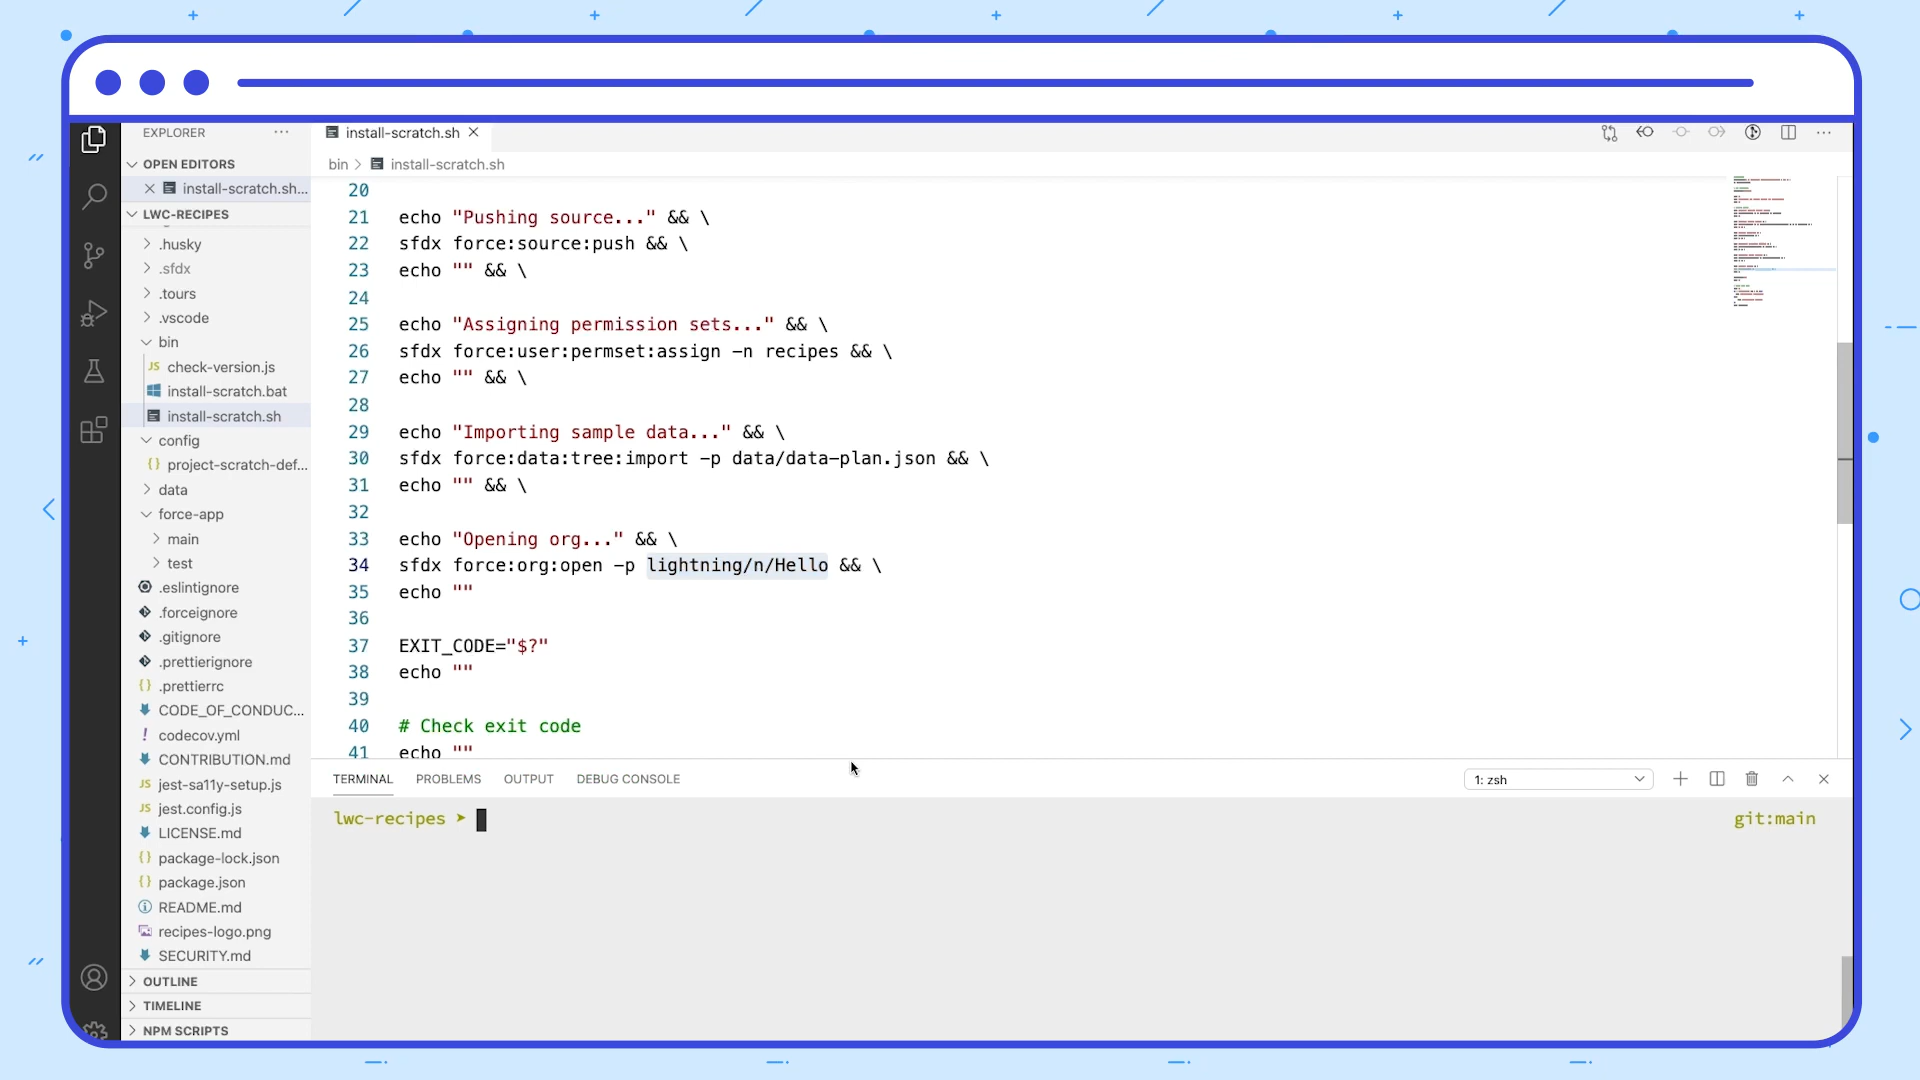 EXPLORER
OPEN EDITORS
install-scratch.sh...
LWC-RECIPES
.husky
.sfdx
.tours
.vscode
bin
JS check-version.js
install-scratch.bat
install-scratch.sh
config
{} project-scratch-def...
data
force-app
main
test
.eslintignore
.forceignore
.gitignore
.prettierignore
{} .prettierrc
CODE_OF_CONDUC...
! codecov.yml
CONTRIBUTION.md
JS jest-sa11y-setup.js
JS jest.config.js
LICENSE.md
{} package-lock.json
{} package.json
README.md
recipes-logo.png
SECURITY.md
OUTLINE
TIMELINE
NPM SCRIPTS
install-scratch.sh
bin > install-scratch.sh
20
21 echo "Pushing source..." && \
22 sfdx force:source:push && \
23 echo "" && \
24
25 echo "Assigning permission sets..." && \
26 sfdx force:user:permset:assign -n recipes && \
27 echo "" && \
28
29 echo "Importing sample data..." && \
30 sfdx force:data:tree:import -p data/data-plan.json && \
31 echo "" && \
32
33 echo "Opening org..." && \
34 sfdx force:org:open -p lightning/n/Hello && \
35 echo ""
36
37 EXIT_CODE="$?"
38 echo ""
39
40 # Check exit code
41 echo ""
TERMINAL PROBLEMS OUTPUT DEBUG CONSOLE 1: zsh
lwc-recipes ➤ git:main